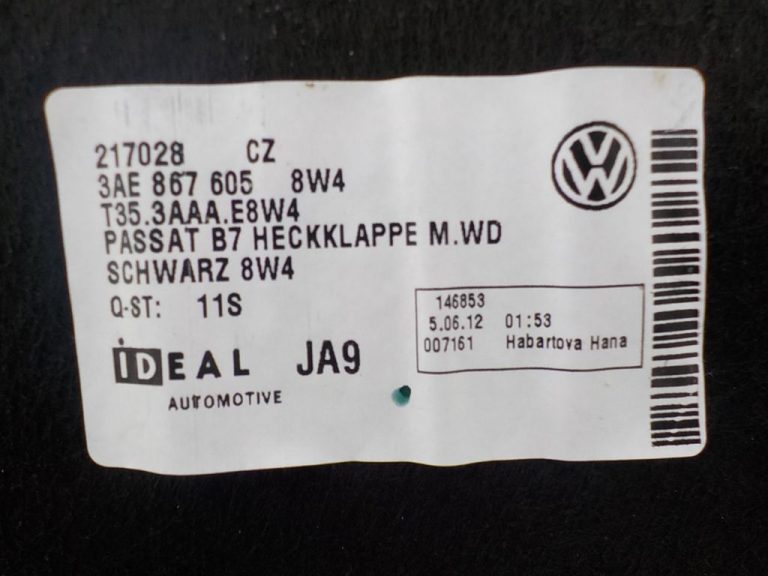 217028 CZ
3AE 867 605 8W4
T35.3AAA.E8W4
PASSAT B7 HECKKLAPPE M.WD
SCHWARZ 8W4
Q-ST: 11S
iDEAL JA9
AUTOMOTIVE
146853
5.06.12 01:53
007161 Habartova Hana